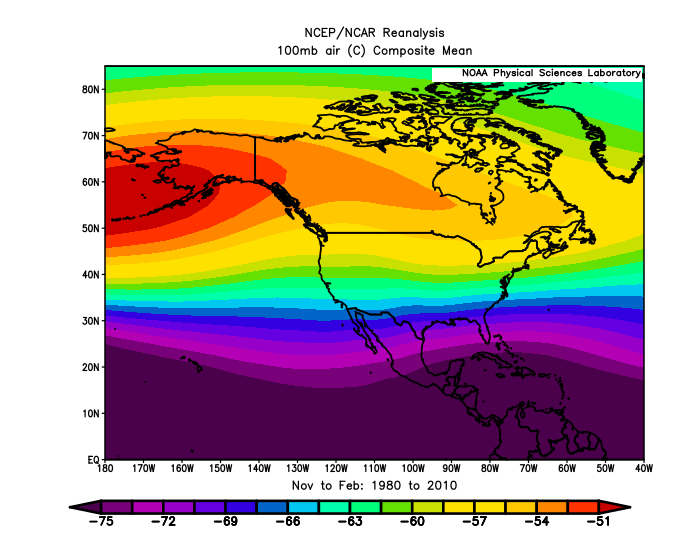 NCEP/NCAR Reanalysis
100mb air (C) Composite Mean
NOAA Physical Sciences Laboratory
80N
70N
60N
50N
40N
30N
20N
10N
EQ
180 170W 160W 150W 140W 130W 120W 110W 100W 90W 80W 70W 60W 50W 40W
Nov to Feb: 1980 to 2010
-75 -72 -69 -66 -63 -60 -57 -54 -51